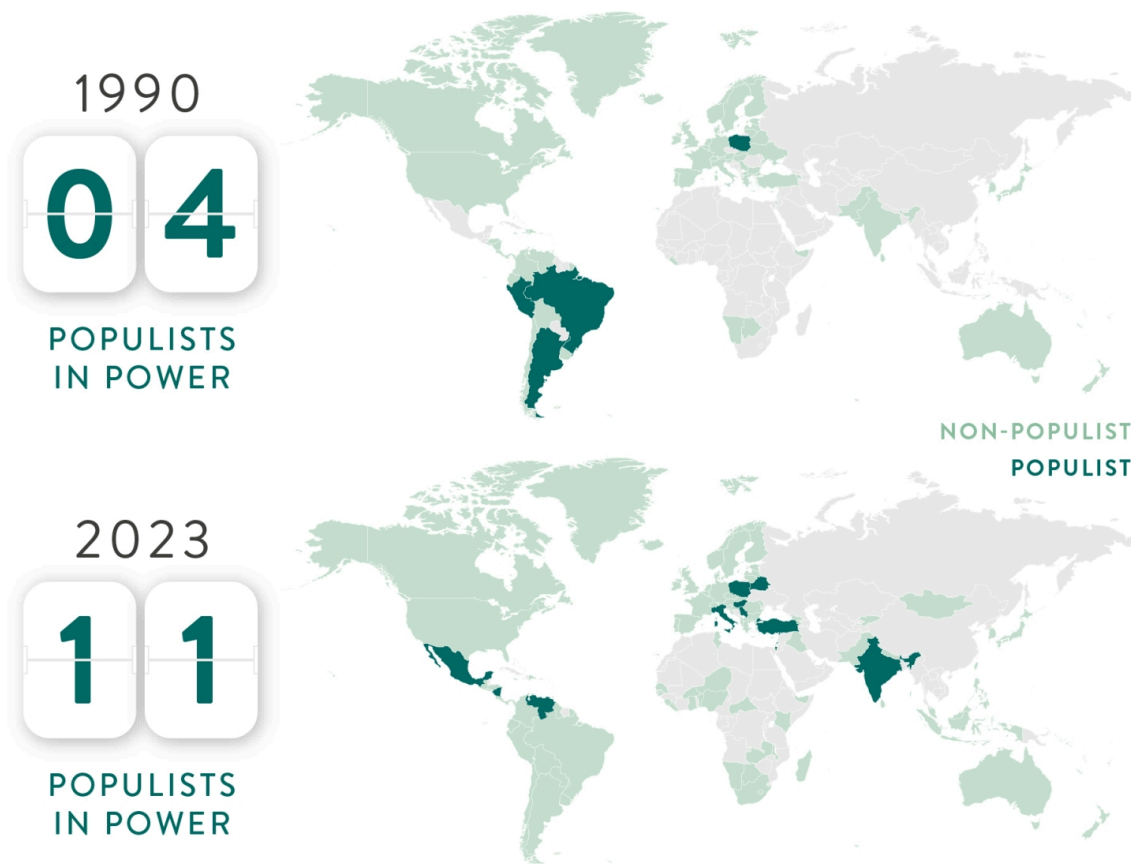 1990
04
POPULISTS
IN POWER
NON-POPULIST
POPULIST
2023
11
POPULISTS
IN POWER